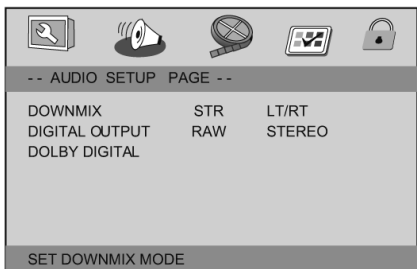 -- AUDIO SETUP PAGE --
DOWNMIX STR LT/RT
DIGITAL OUTPUT RAW STEREO
DOLBY DIGITAL
SET DOWNMIX MODE